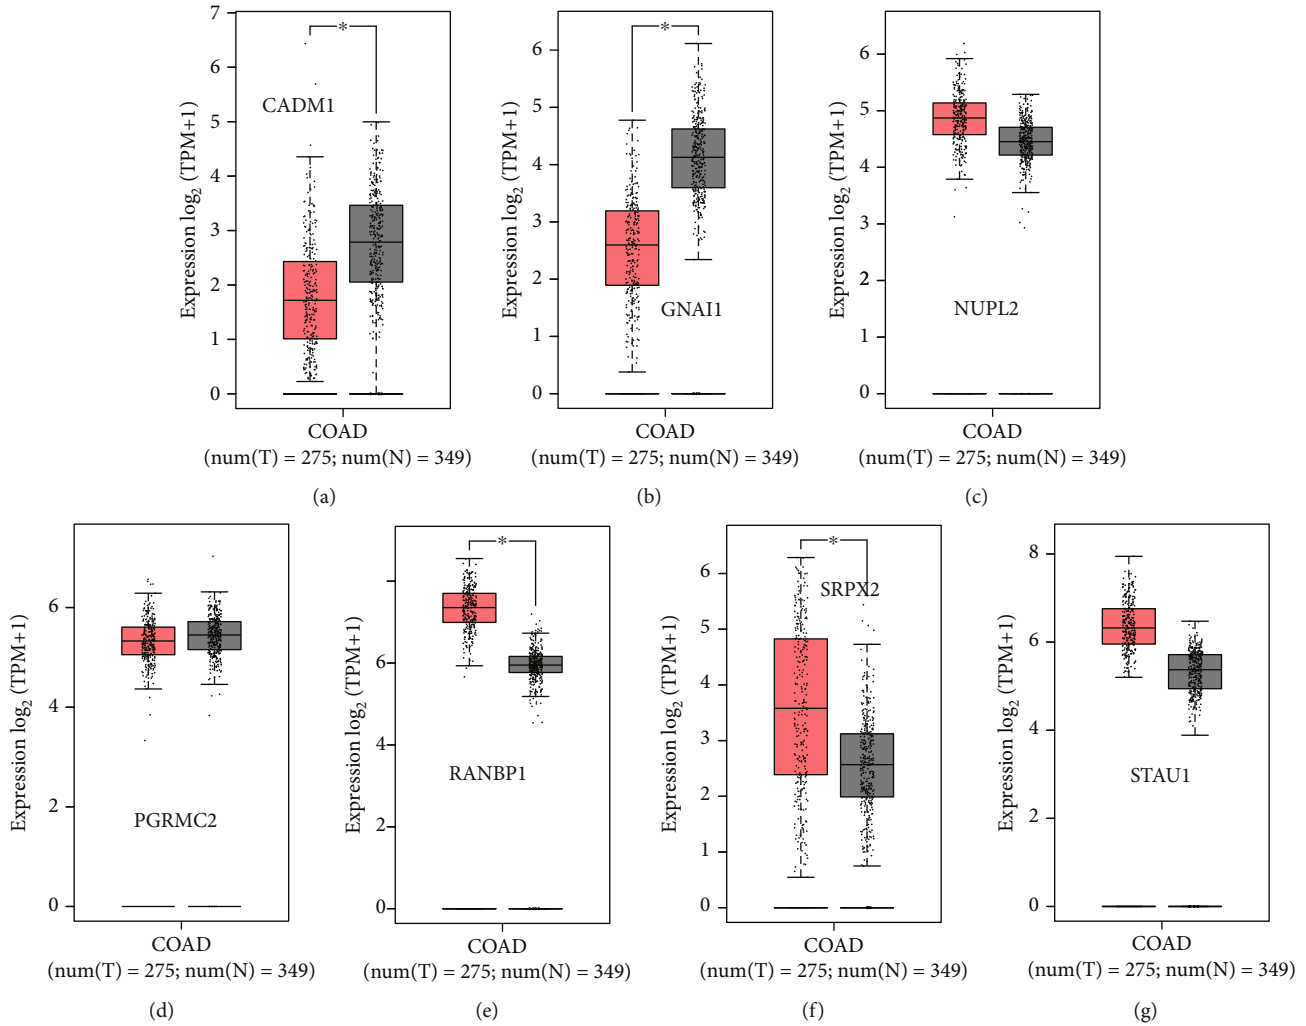 7
6
5
4
3
2
1
0
Expression log2 (TPM+1)
CADM1
*
COAD
(num(T) = 275; num(N) = 349)
(a)
6
5
4
3
2
1
0
Expression log2 (TPM+1)
GNAI1
*
COAD
(num(T) = 275; num(N) = 349)
(b)
6
5
4
3
2
1
0
Expression log2 (TPM+1)
NUPL2
COAD
(num(T) = 275; num(N) = 349)
(c)
6
4
2
0
Expression log2 (TPM+1)
PGRMC2
COAD
(num(T) = 275; num(N) = 349)
(d)
6
4
2
0
Expression log2 (TPM+1)
RANBP1
*
COAD
(num(T) = 275; num(N) = 349)
(e)
6
5
4
3
2
1
0
Expression log2 (TPM+1)
SRPX2
*
COAD
(num(T) = 275; num(N) = 349)
(f)
8
6
4
2
0
Expression log2 (TPM+1)
STAU1
COAD
(num(T) = 275; num(N) = 349)
(g)